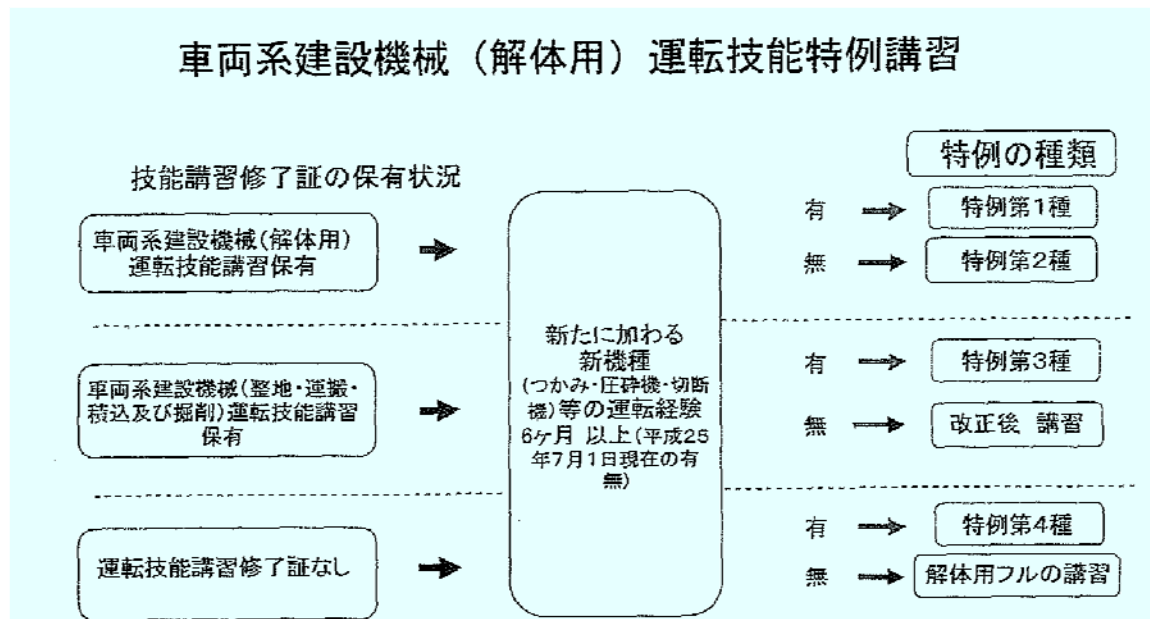 車両系建設機械（解体用）運転技能特例講習
特例の種類
技能講習修了証の保有状況
車両系建設機械(解体用)
運転技能講習保有
有
特例第1種
無
特例第2種
車両系建設機械(整地・運搬・
積込及び掘削)運転技能講習
保有
新たに加わる
新機種
(つかみ・圧砕機・切断
機)等の運転経験
6ケ月 以上(平成25
年7月1日現在の有
無)
有
特例第3種
無
改正後 講習
運転技能講習修了証なし
有
特例第4種
無
解体用フルの講習